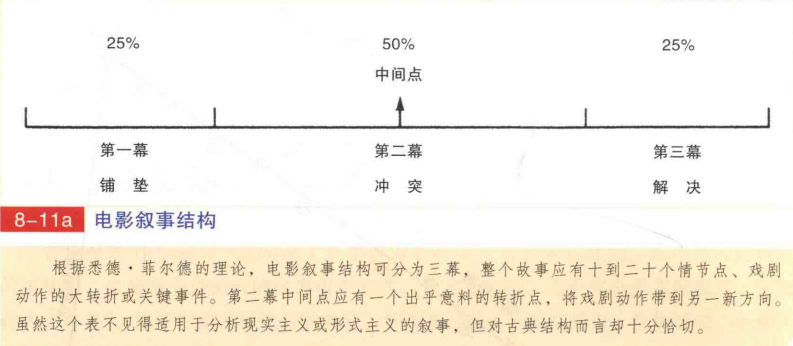 25% 50% 25%
中间点
第一幕 第二幕 第三幕
铺 垫 冲 突 解 决
8-11a 电影叙事结构
根据悉德·菲尔德的理论，电影叙事结构可分为三幕，整个故事应有十到二十个情节点、戏剧
动作的大转折或关键事件。第二幕中间点应有一个出乎意料的转折点，将戏剧动作带到另一新方向。
虽然这个表不见得适用于分析现实主义或形式主义的叙事，但对古典结构而言却十分恰切。